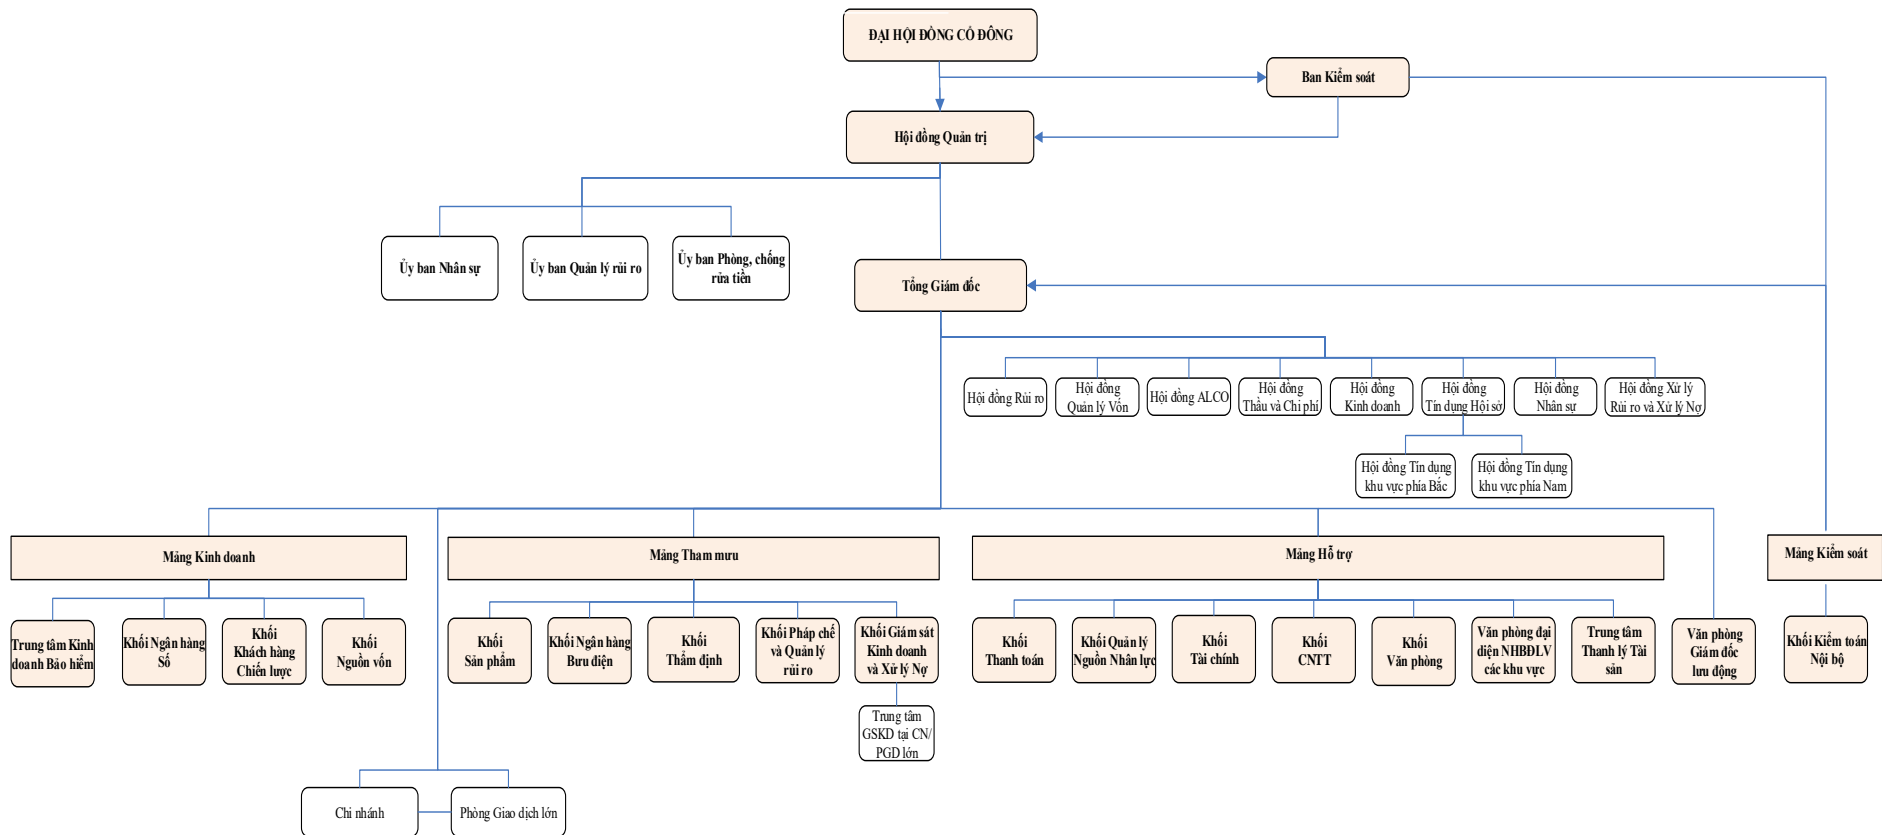 ĐẠI HỘI ĐỒNG CỔ ĐÔNG
Ban Kiểm soát
Hội đồng Quản trị
Ủy ban Nhân sự
Ủy ban Quản lý rủi ro
Ủy ban Phòng, chống
rửa tiền
Tổng Giám đốc
Hội đồng Rủi ro
Hội đồng
Quản lý Vốn
Hội đồng ALCO
Hội đồng
Thầu và Chi phí
Hội đồng
Kinh doanh
Hội đồng
Tín dụng Hội sở
Hội đồng
Nhân sự
Hội đồng Xử lý
Rủi ro và Xử lý Nợ
Hội đồng Tín dụng
khu vực phía Bắc
Hội đồng Tín dụng
khu vực phía Nam
Mảng Kinh doanh
Mảng Tham mưu
Mảng Hỗ trợ
Mảng Kiểm soát
Trung tâm Kinh
doanh Bảo hiểm
Khối Ngân hàng
Số
Khối
Khách hàng
Chiến lược
Khối
Nguồn vốn
Khối
Sản phẩm
Khối Ngân hàng
Bưu điện
Khối
Thẩm định
Khối Pháp chế
và Quản lý
rủi ro
Khối Giám sát
Kinh doanh
và Xử lý Nợ
Khối
Thanh toán
Khối Quản lý
Nguồn Nhân lực
Khối
Tài chính
Khối
CNTT
Khối
Văn phòng
Văn phòng đại
diện NHBĐLV
các khu vực
Trung tâm
Thanh lý Tài
sản
Văn phòng
Giám đốc
lưu động
Khối Kiểm toán
Nội bộ
Trung tâm
GSKD tại CN/
PGD lớn
Chi nhánh
Phòng Giao dịch lớn